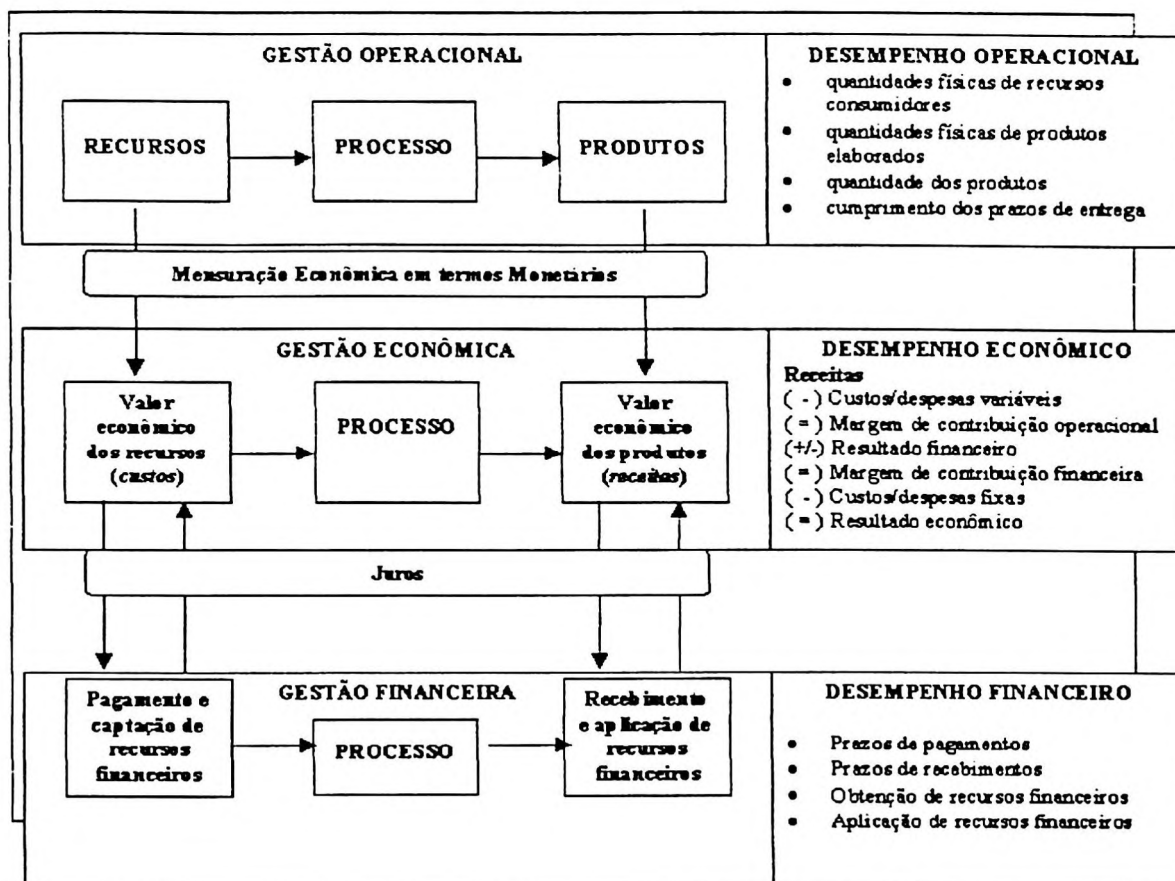 GESTÃO OPERACIONAL
RECURSOS
PROCESSO
PRODUTOS
DESEMPENHO OPERACIONAL
• quantidades físicas de recursos
consumidores
• quantidades físicas de produtos
elaborados
• quantidade dos produtos
• cumprimento dos prazos de entrega
Mensuração Econômica em termos Monetários
GESTÃO ECONÔMICA
Valor
econômico
dos recursos
(custos)
PROCESSO
Valor
econômico
dos produtos
(receitas)
DESEMPENHO ECONÔMICO
Receitas
( - ) Custos/despesas variáveis
( = ) Margem de contribuição operacional
(+/-) Resultado financeiro
( = ) Margem de contribuição financeira
( - ) Custos/despesas fixas
( = ) Resultado econômico
Juros
GESTÃO FINANCEIRA
Pagamento e
captação de
recursos
financeiros
PROCESSO
Recebimento
e aplicação de
recursos
financeiros
DESEMPENHO FINANCEIRO
• Prazos de pagamentos
• Prazos de recebimentos
• Obtenção de recursos financeiros
• Aplicação de recursos financeiros